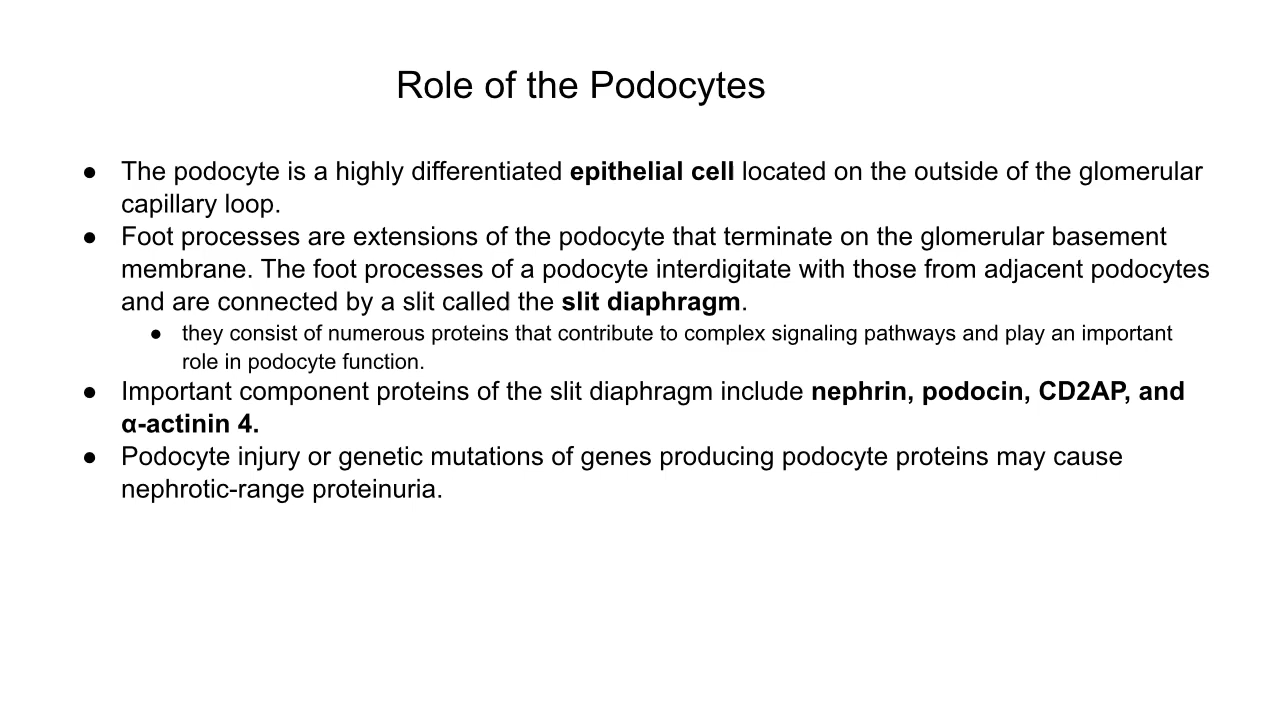 Role of the Podocytes
● The podocyte is a highly differentiated epithelial cell located on the outside of the glomerular
capillary loop.
● Foot processes are extensions of the podocyte that terminate on the glomerular basement
membrane. The foot processes of a podocyte interdigitate with those from adjacent podocytes
and are connected by a slit called the slit diaphragm.
● they consist of numerous proteins that contribute to complex signaling pathways and play an important
role in podocyte function.
● Important component proteins of the slit diaphragm include nephrin, podocin, CD2AP, and
α-actinin 4.
● Podocyte injury or genetic mutations of genes producing podocyte proteins may cause
nephrotic-range proteinuria.